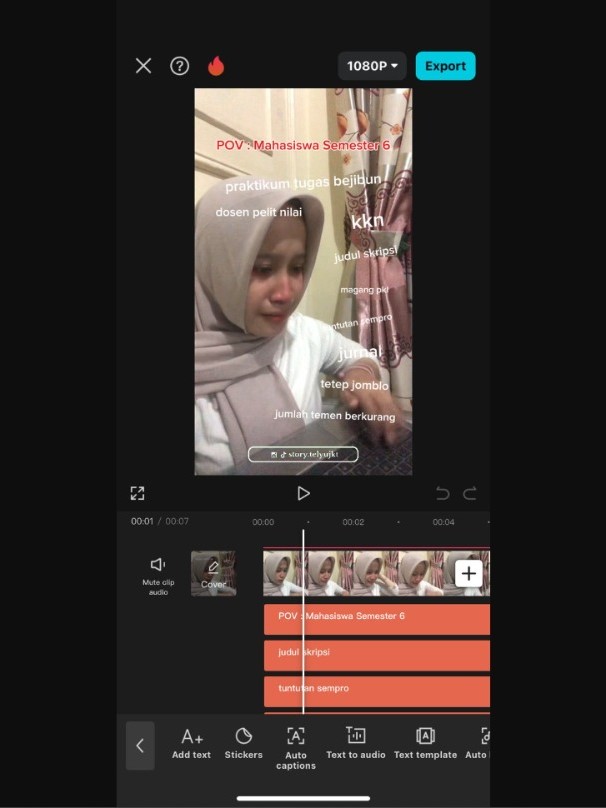 1080P
Export
POV : Mahasiswa Semester 6
praktikum tugas bejibun
dosen pelit nilai
kkn
judul skripsi
magang pkl
tuntutan sempro
jurnal
tetep jomblo
jumlah temen berkurang
story.telyujkt
00:01 / 00:07
00:00
00:02
00:04
Mute clip
audio
Cover
POV : Mahasiswa Semester 6
judul skripsi
tuntutan sempro
Add text
Stickers
Auto
captions
Text to audio
Text template
Auto